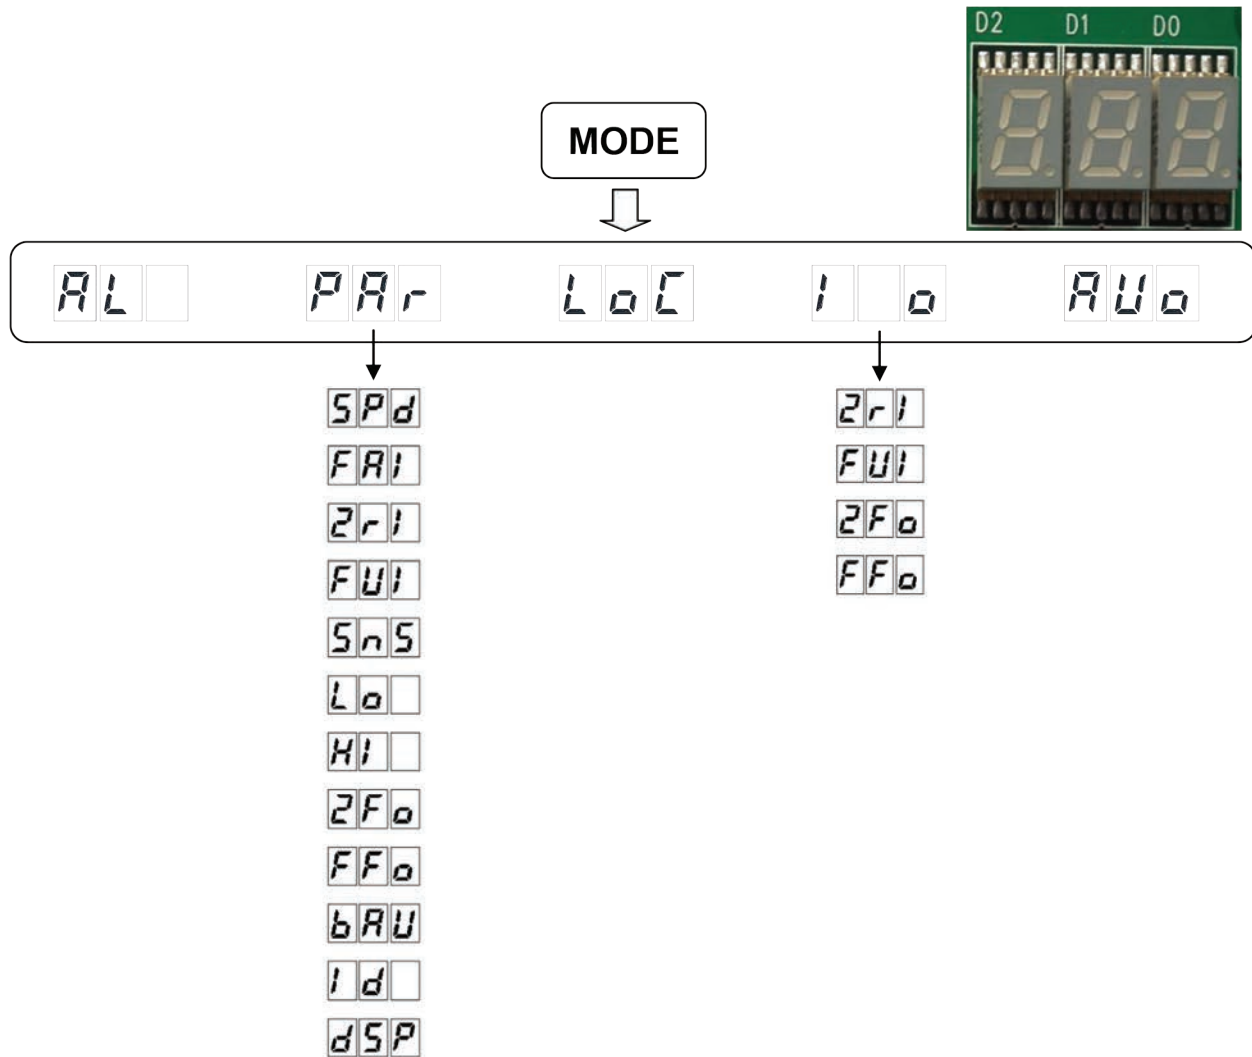 D2 D1 D0
MODE
AL PAr LoC I o AUo
SPd 2rI
FAI FUI
2rI 2Fo
FUI FFo
SnS
Lo
HI
2Fo
FFo
bAU
Id
dSP